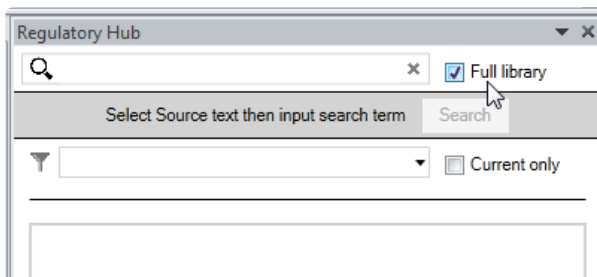 Regulatory Hub
Full library
Select Source text then input search term Search
Current only